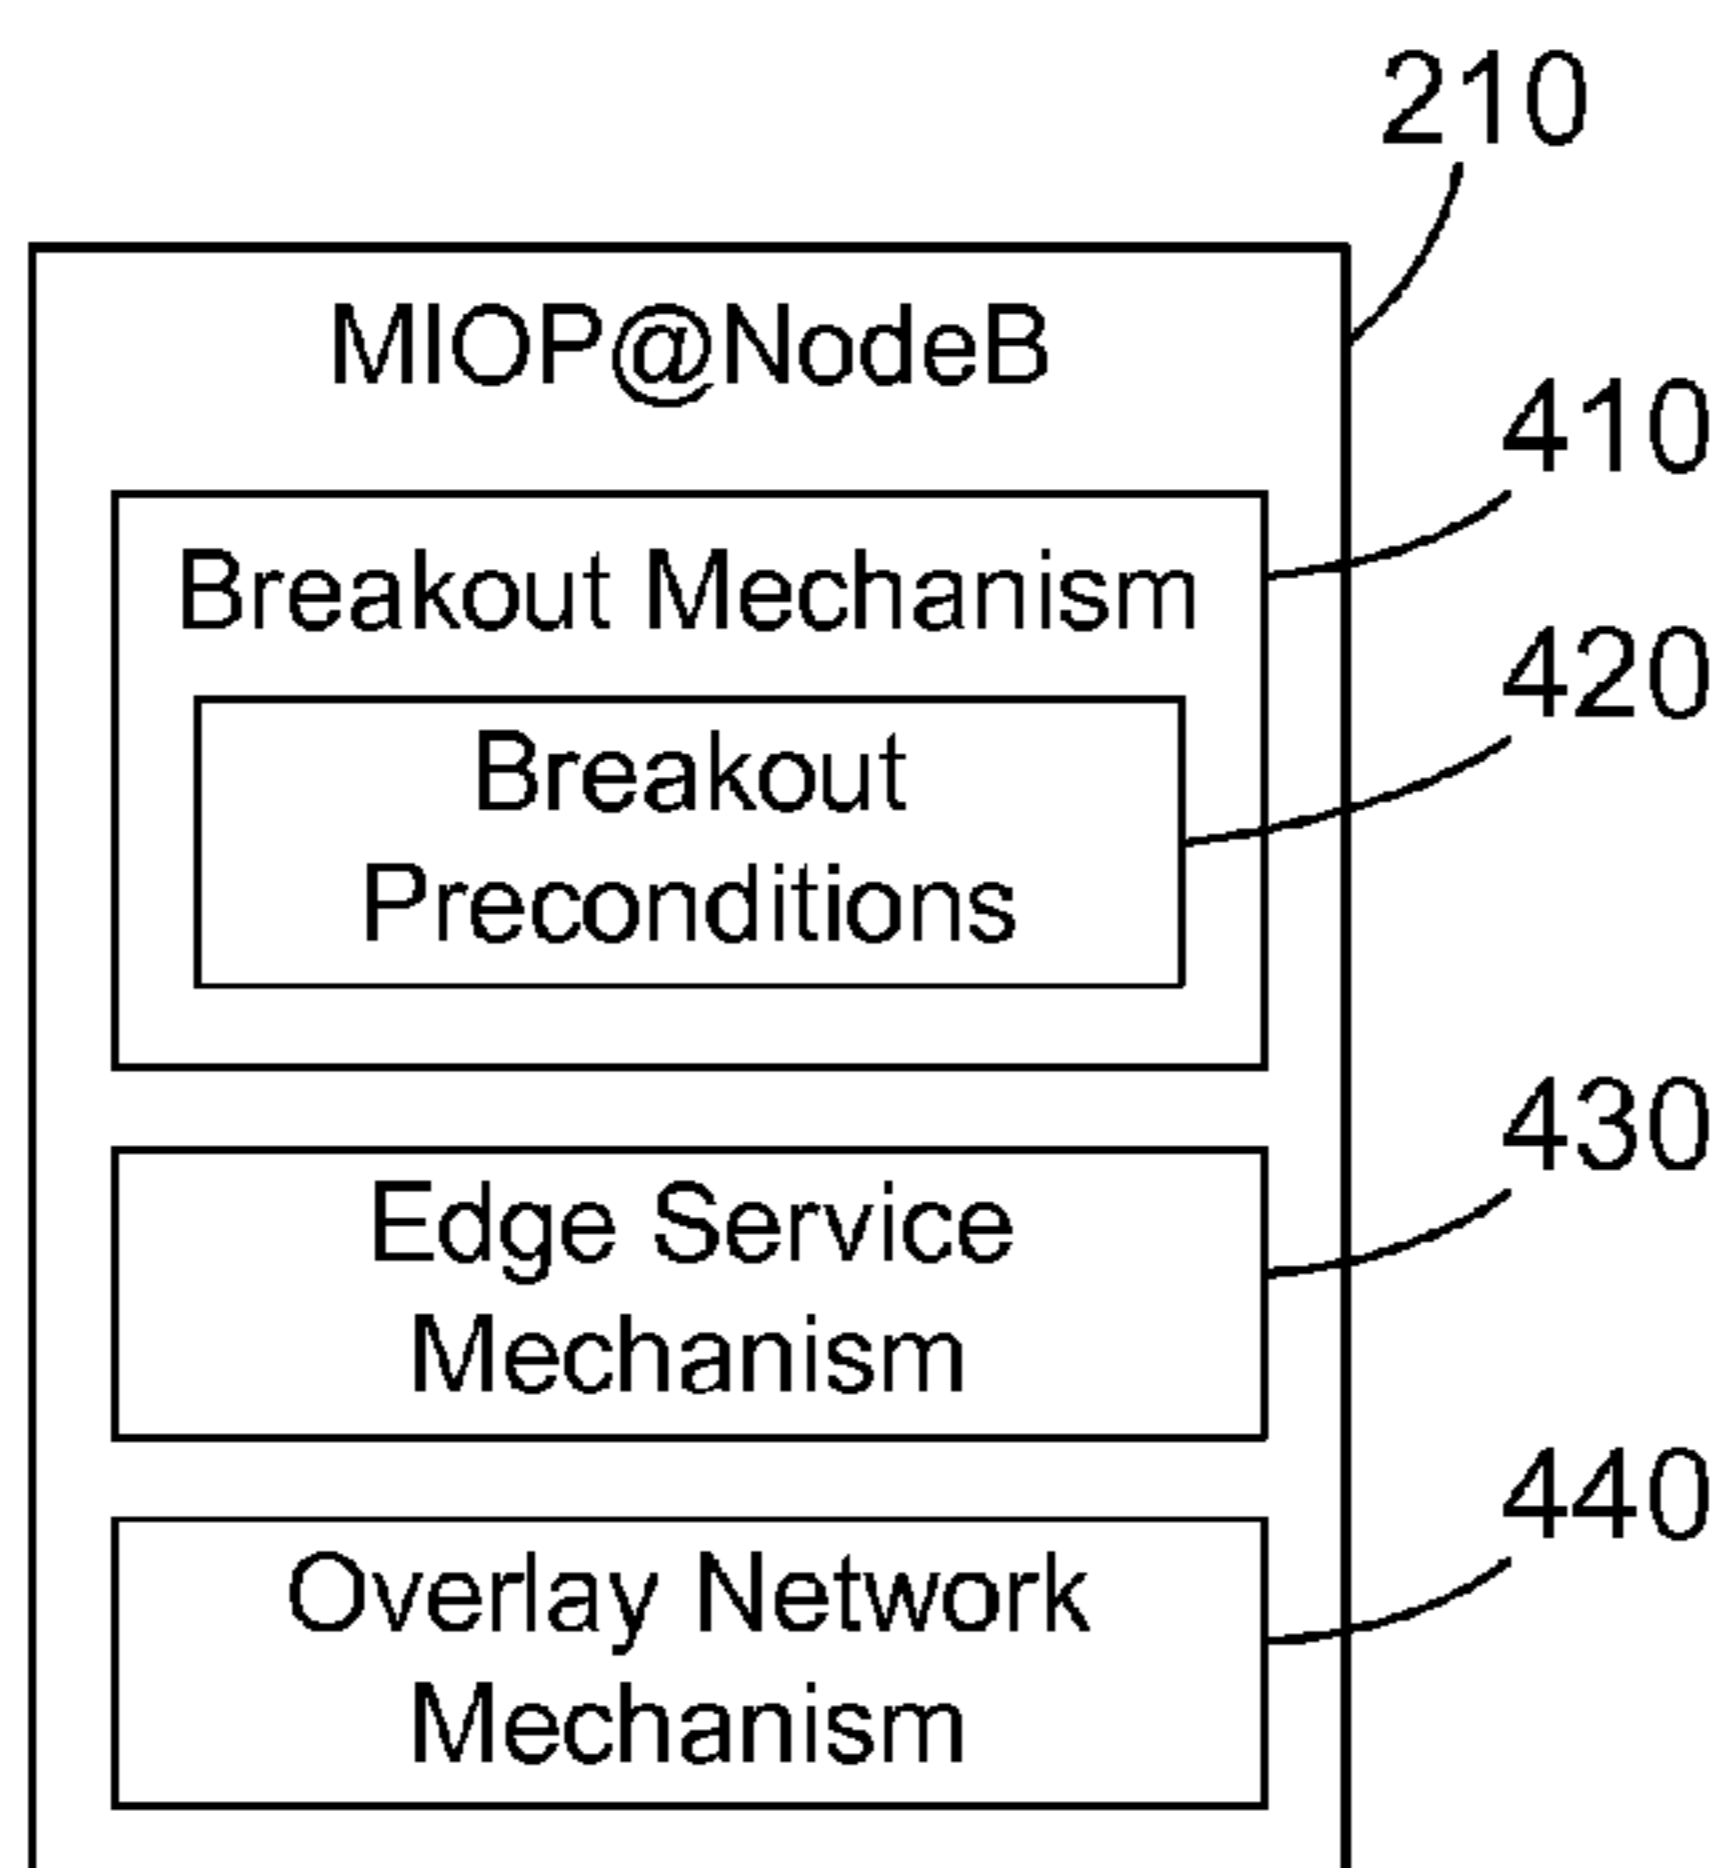 210
MIOP@NodeB
410
Breakout Mechanism
420
Breakout
Preconditions
430
Edge Service
Mechanism
440
Overlay Network
Mechanism